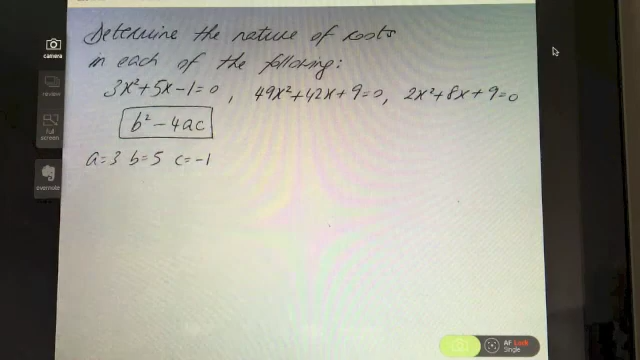 Determine the nature of roots
in each of the following:
3x²+5x-1=0, 49x²+42x+9=0, 2x²+8x+9=0
b²-4ac
a=3 b=5 c=-1
camera
review
full
screen
overnote
AF Lock
Single